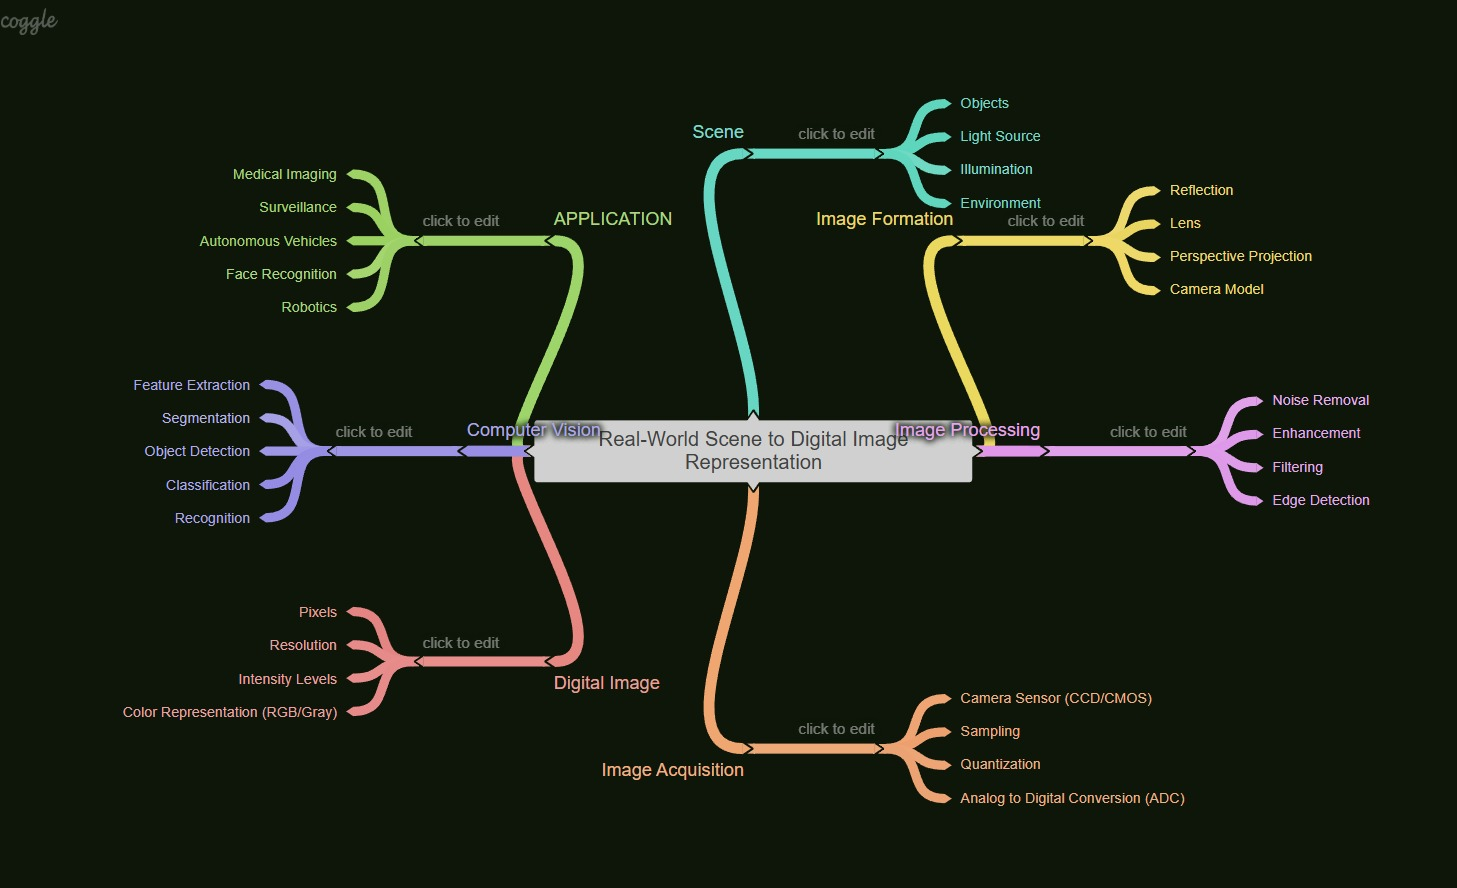 coggle
Scene
click to edit
Objects
Light Source
Illumination
Environment
Image Formation
click to edit
Reflection
Lens
Perspective Projection
Camera Model
Image Processing
click to edit
Noise Removal
Enhancement
Filtering
Edge Detection
Real-World Scene to Digital Image
Representation
Image Acquisition
click to edit
Camera Sensor (CCD/CMOS)
Sampling
Quantization
Analog to Digital Conversion (ADC)
APPLICATION
click to edit
Medical Imaging
Surveillance
Autonomous Vehicles
Face Recognition
Robotics
Computer Vision
click to edit
Feature Extraction
Segmentation
Object Detection
Classification
Recognition
Digital Image
click to edit
Pixels
Resolution
Intensity Levels
Color Representation (RGB/Gray)